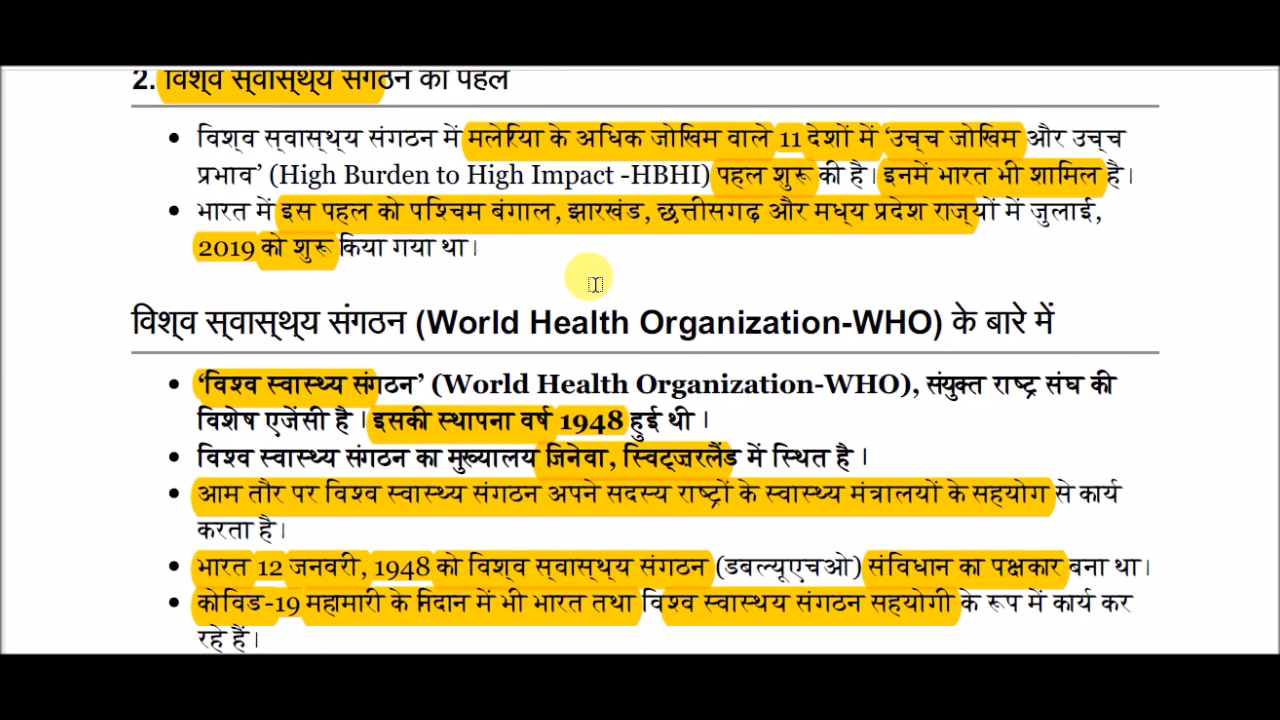 2. विश्व स्वास्थ्य संगठन की पहल
• विश्व स्वास्थ्य संगठन में मलेरिया के अधिक जोखिम वाले 11 देशों में ‘उच्च जोखिम और उच्च
प्रभाव’ (High Burden to High Impact -HBHI) पहल शुरू की है। इनमें भारत भी शामिल है।
• भारत में इस पहल को पश्चिम बंगाल, झारखंड, छत्तीसगढ़ और मध्य प्रदेश राज्यों में जुलाई,
2019 को शुरू किया गया था।
विश्व स्वास्थ्य संगठन (World Health Organization-WHO) के बारे में
• ‘विश्व स्वास्थ्य संगठन’ (World Health Organization-WHO), संयुक्त राष्ट्र संघ की
विशेष एजेंसी है। इसकी स्थापना वर्ष 1948 हुई थी।
• विश्व स्वास्थ्य संगठन का मुख्यालय जिनेवा, स्विट्ज़रलैंड में स्थित है।
• आम तौर पर विश्व स्वास्थ्य संगठन अपने सदस्य राष्ट्रों के स्वास्थ्य मंत्रालयों के सहयोग से कार्य
करता है।
• भारत 12 जनवरी, 1948 को विश्व स्वास्थ्य संगठन (डबल्यूएचओ) संविधान का पक्षकार बना था।
• कोविड-19 महामारी के निदान में भी भारत तथा विश्व स्वास्थय संगठन सहयोगी के रूप में कार्य कर
रहे हैं।